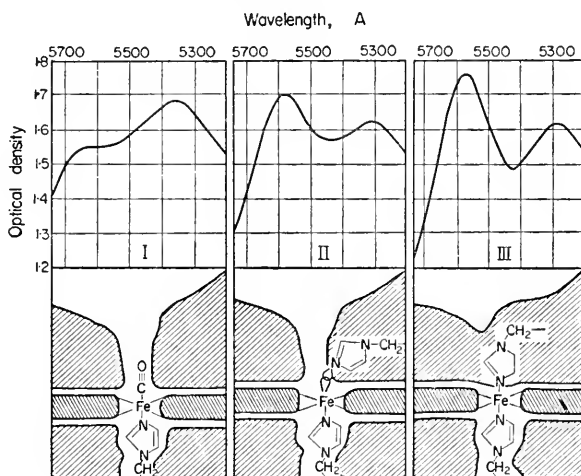 Wavelength, A
5700 5500 5300 5700 5500 5300 5700 5500 5300
Optical density
1·8
1·7
1·6
1·5
1·4
1·3
1·2
I II III
O
C
Fe
N
N
CH₂
N
CH₂
Fe
N
N
CH₂
CH₂
N
N
Fe
N
N
CH₂